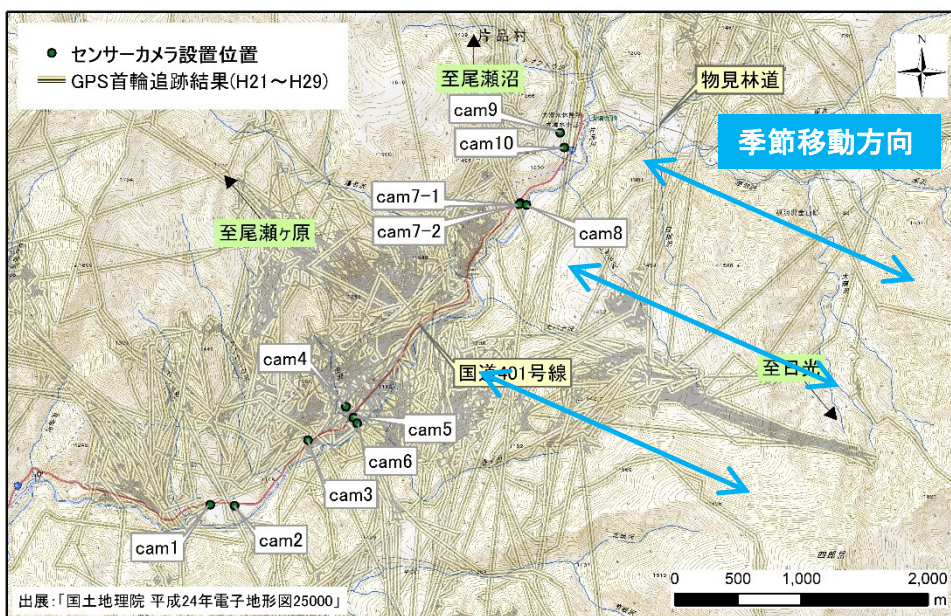 センサーカメラ設置位置
GPS首輪追跡結果(H21～H29)
片品村
至尾瀬沼
物見林道
N
cam9
cam10
季節移動方向
cam7-1
cam7-2
cam8
至尾瀬ヶ原
cam4
国道401号線
至日光
cam5
cam6
cam3
cam1
cam2
四郎岳
0 500 1,000 2,000
m
出展:「国土地理院 平成24年電子地形図25000」